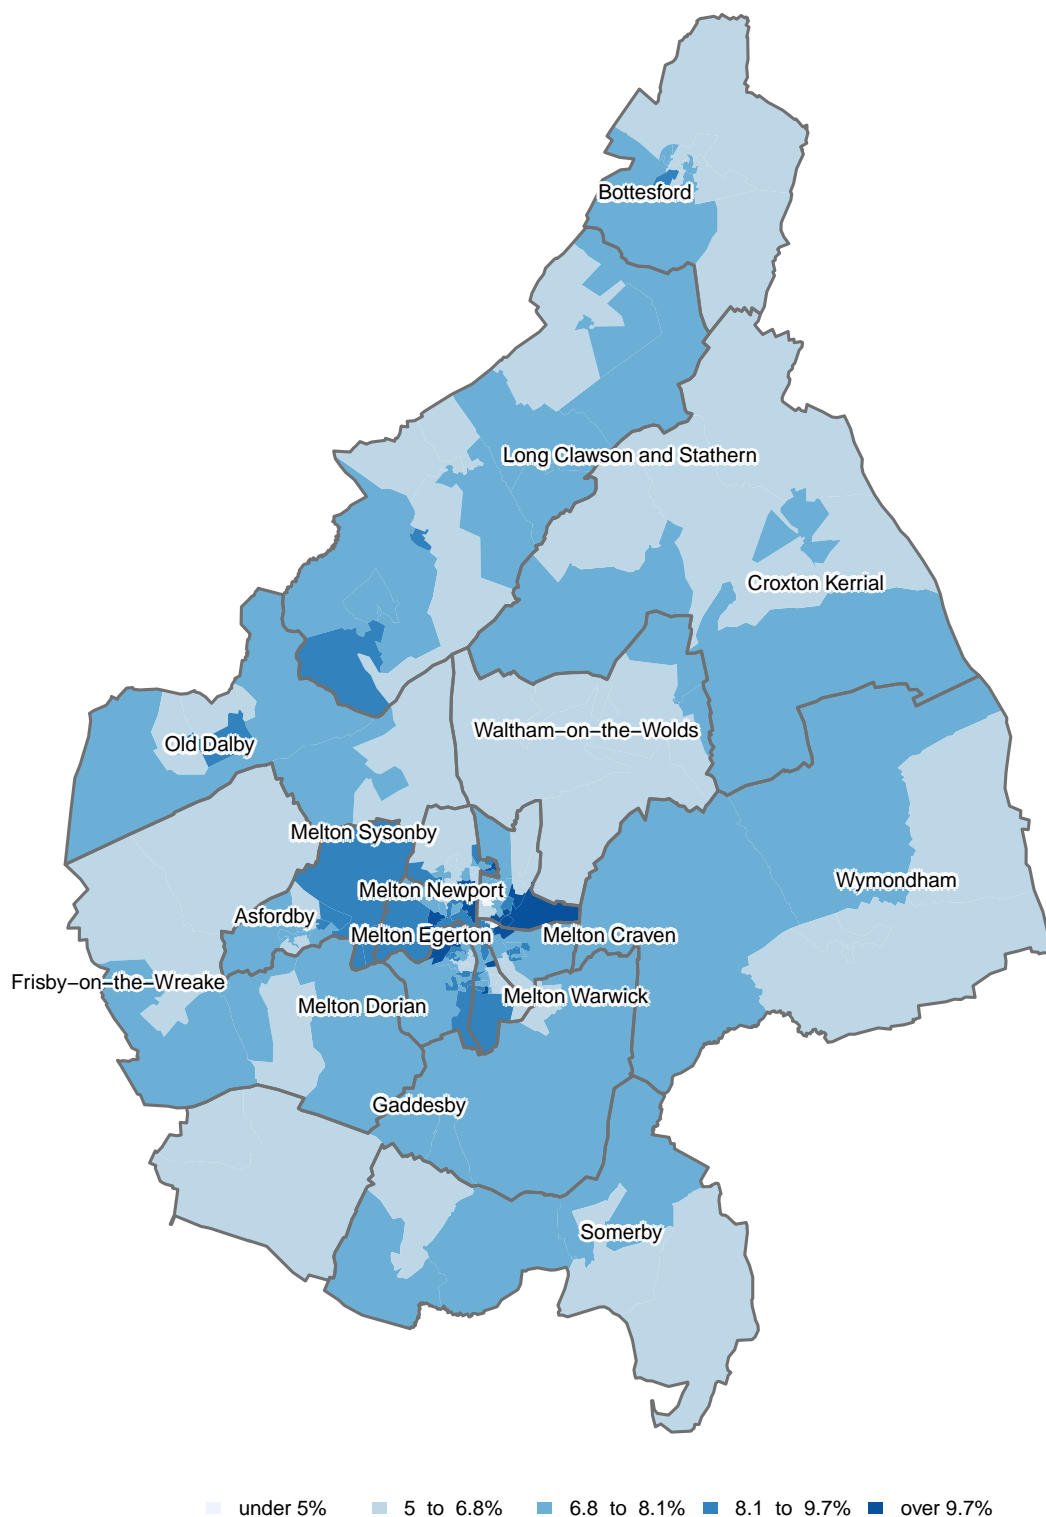 Bottesford
Long Clawson and Stathern
Croxton Kerrial
Waltham−on−the−Wolds
Old Dalby
Melton Sysonby
Wymondham
Melton Newport
Asfordby
Melton Egerton
Melton Craven
Frisby−on−the−Wreake
Melton Warwick
Melton Dorian
Gaddesby
Somerby
under 5% 5 to 6.8% 6.8 to 8.1% 8.1 to 9.7% over 9.7%